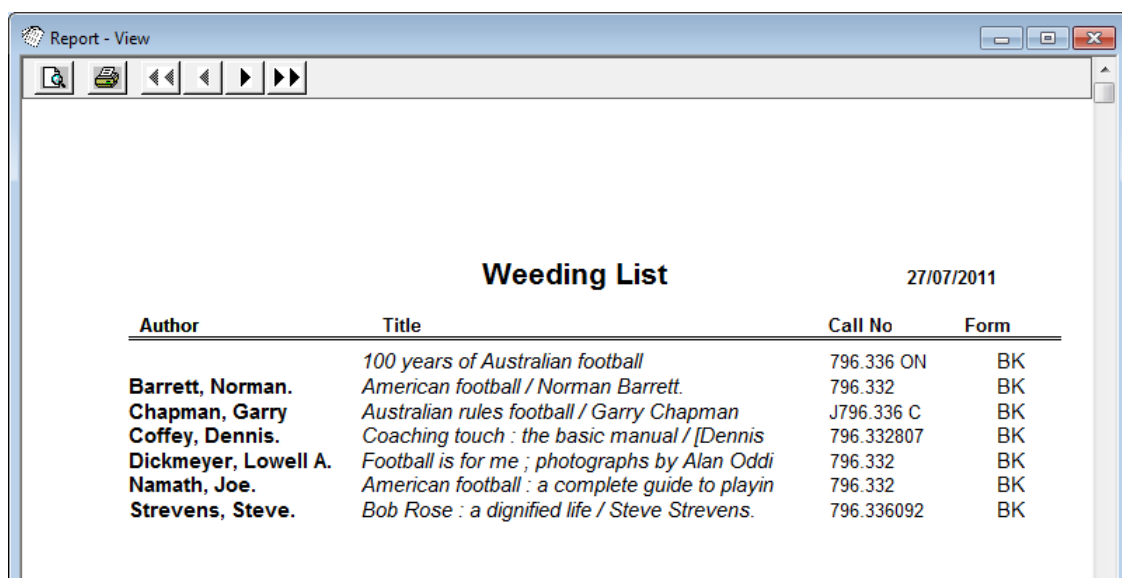 Report - View
Weeding List 27/07/2011
Author Title Call No Form
100 years of Australian football 796.336 ON BK
Barrett, Norman. American football / Norman Barrett. 796.332 BK
Chapman, Garry Australian rules football / Garry Chapman J796.336 C BK
Coffey, Dennis. Coaching touch : the basic manual / [Dennis 796.332807 BK
Dickmeyer, Lowell A. Football is for me ; photographs by Alan Oddi 796.332 BK
Namath, Joe. American football : a complete guide to playin 796.332 BK
Strevens, Steve. Bob Rose : a dignified life / Steve Strevens. 796.336092 BK